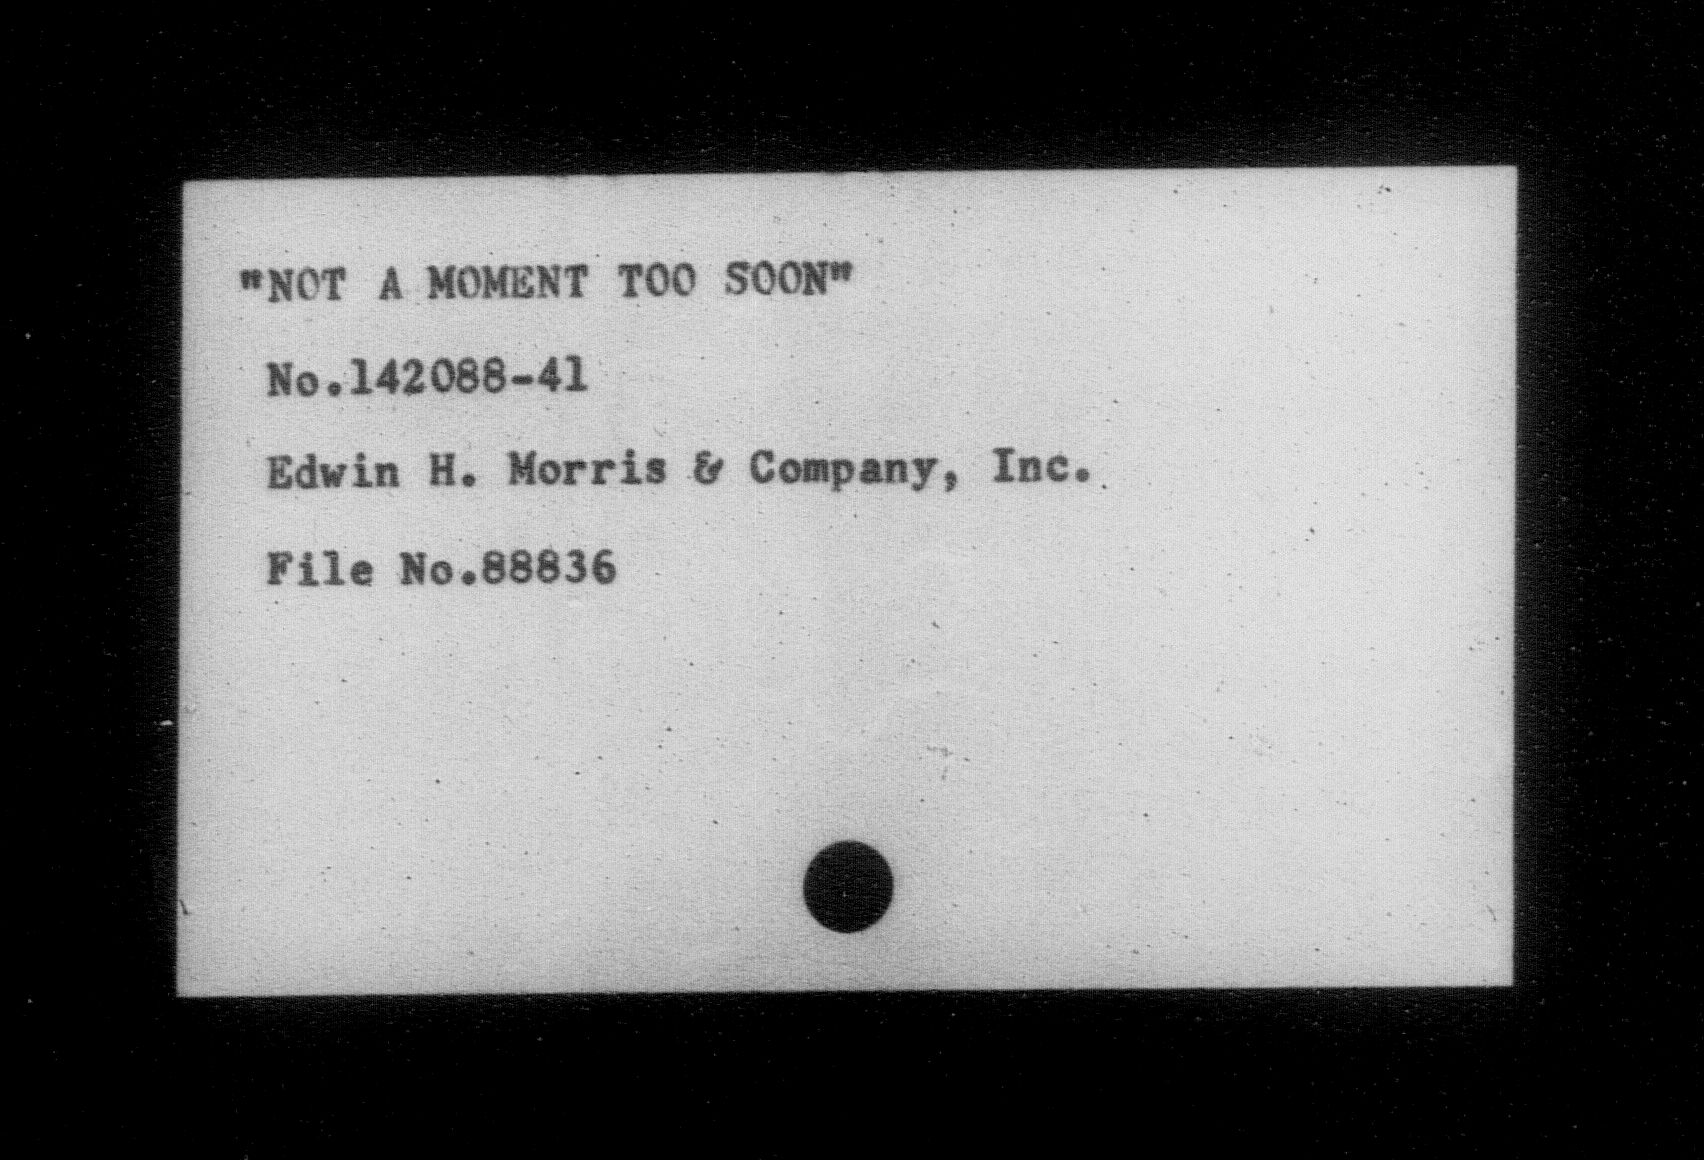 "NOT A MOMENT TOO SOON"
No.142088-41
Edwin H. Morris & Company, Inc.
File No.88836